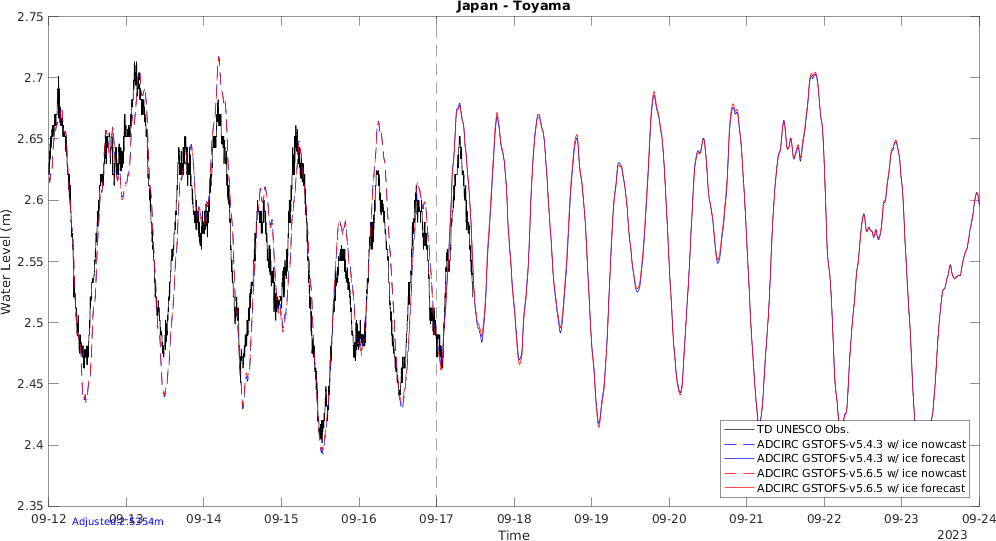 Japan - Toyama
2.75
2.7
2.65
2.6
2.55
2.5
2.45
2.4
2.35
Water Level (m)
TD UNESCO Obs.
ADCIRC GSTOFS-v5.4.3 w/ ice nowcast
ADCIRC GSTOFS-v5.4.3 w/ ice forecast
ADCIRC GSTOFS-v5.6.5 w/ ice nowcast
ADCIRC GSTOFS-v5.6.5 w/ ice forecast
09-12 09-13 09-14 09-15 09-16 09-17 09-18 09-19 09-20 09-21 09-22 09-23 09-24
Adjusted:2.5354m
Time
2023